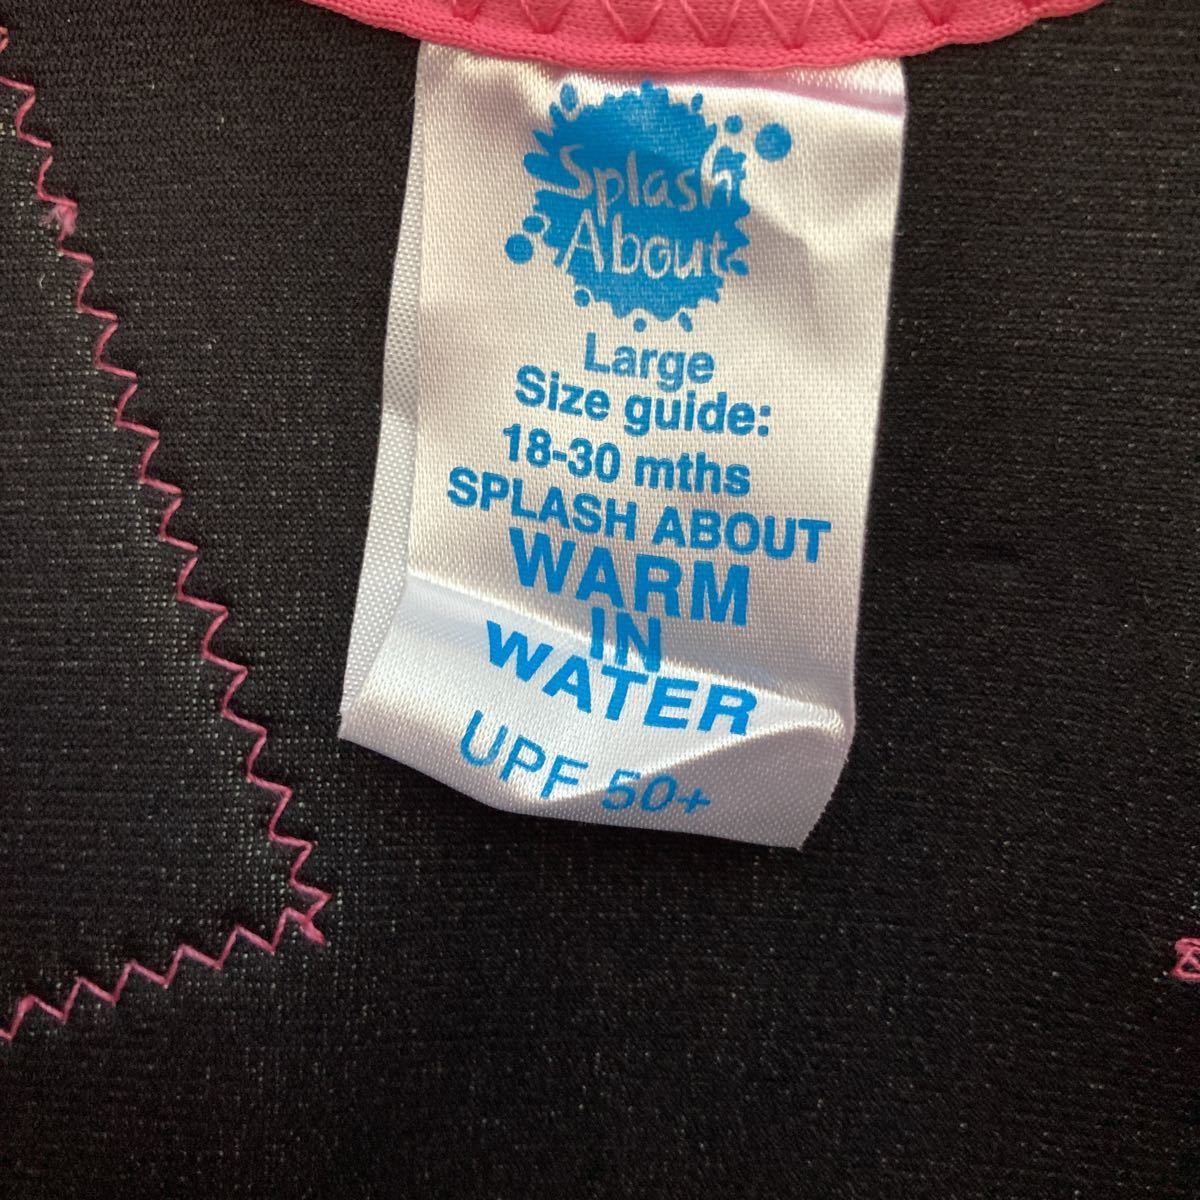 Splash
About
Large
Size guide:
18-30 mths
SPLASH ABOUT
WARM
IN
WATER
UPF 50+